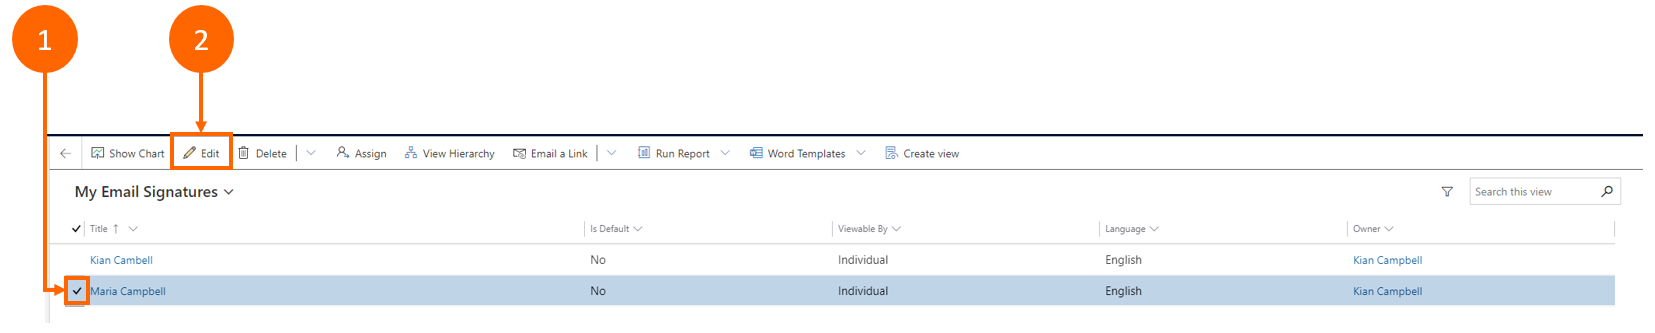 1 2
Show Chart Edit Delete Assign View Hierarchy Email a Link Run Report Word Templates Create view
My Email Signatures Search this view
Title ↑ Is Default Viewable By Language Owner
Kian Cambell No Individual English Kian Campbell
Maria Campbell No Individual English Kian Campbell